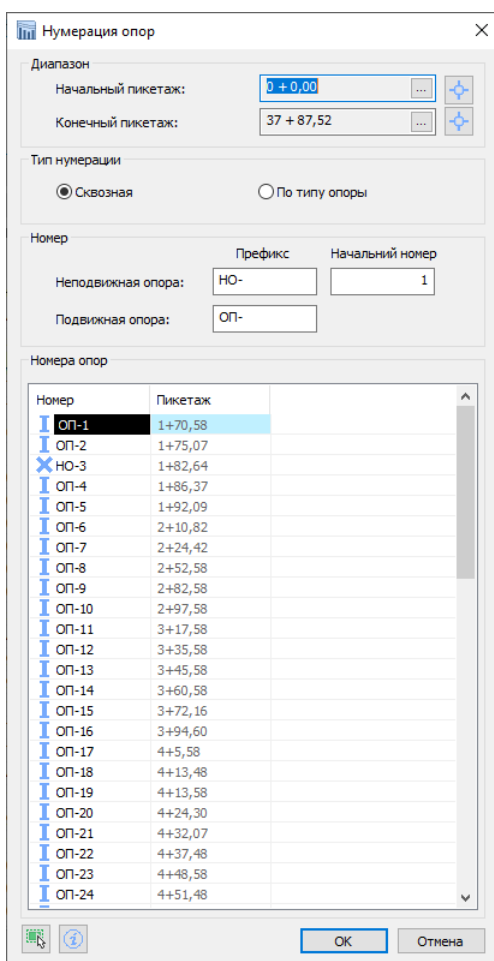 Нумерация опор
Диапазон
Начальный пикетаж: 0 + 0,00 ...
Конечный пикетаж: 37 + 87,52 ...
Тип нумерации
Сквозная По типу опоры
Номер
Префикс Начальний номер
Неподвижная опора: НО- 1
Подвижная опора: ОП-
Номера опор
Номер Пикетаж
ОП-1 1+70,58
ОП-2 1+75,07
НО-3 1+82,64
ОП-4 1+86,37
ОП-5 1+92,09
ОП-6 2+10,82
ОП-7 2+24,42
ОП-8 2+52,58
ОП-9 2+82,58
ОП-10 2+97,58
ОП-11 3+17,58
ОП-12 3+35,58
ОП-13 3+45,58
ОП-14 3+60,58
ОП-15 3+72,16
ОП-16 3+94,60
ОП-17 4+5,58
ОП-18 4+13,48
ОП-19 4+13,58
ОП-20 4+24,30
ОП-21 4+32,07
ОП-22 4+37,48
ОП-23 4+48,58
ОП-24 4+51,48
ОК Отмена